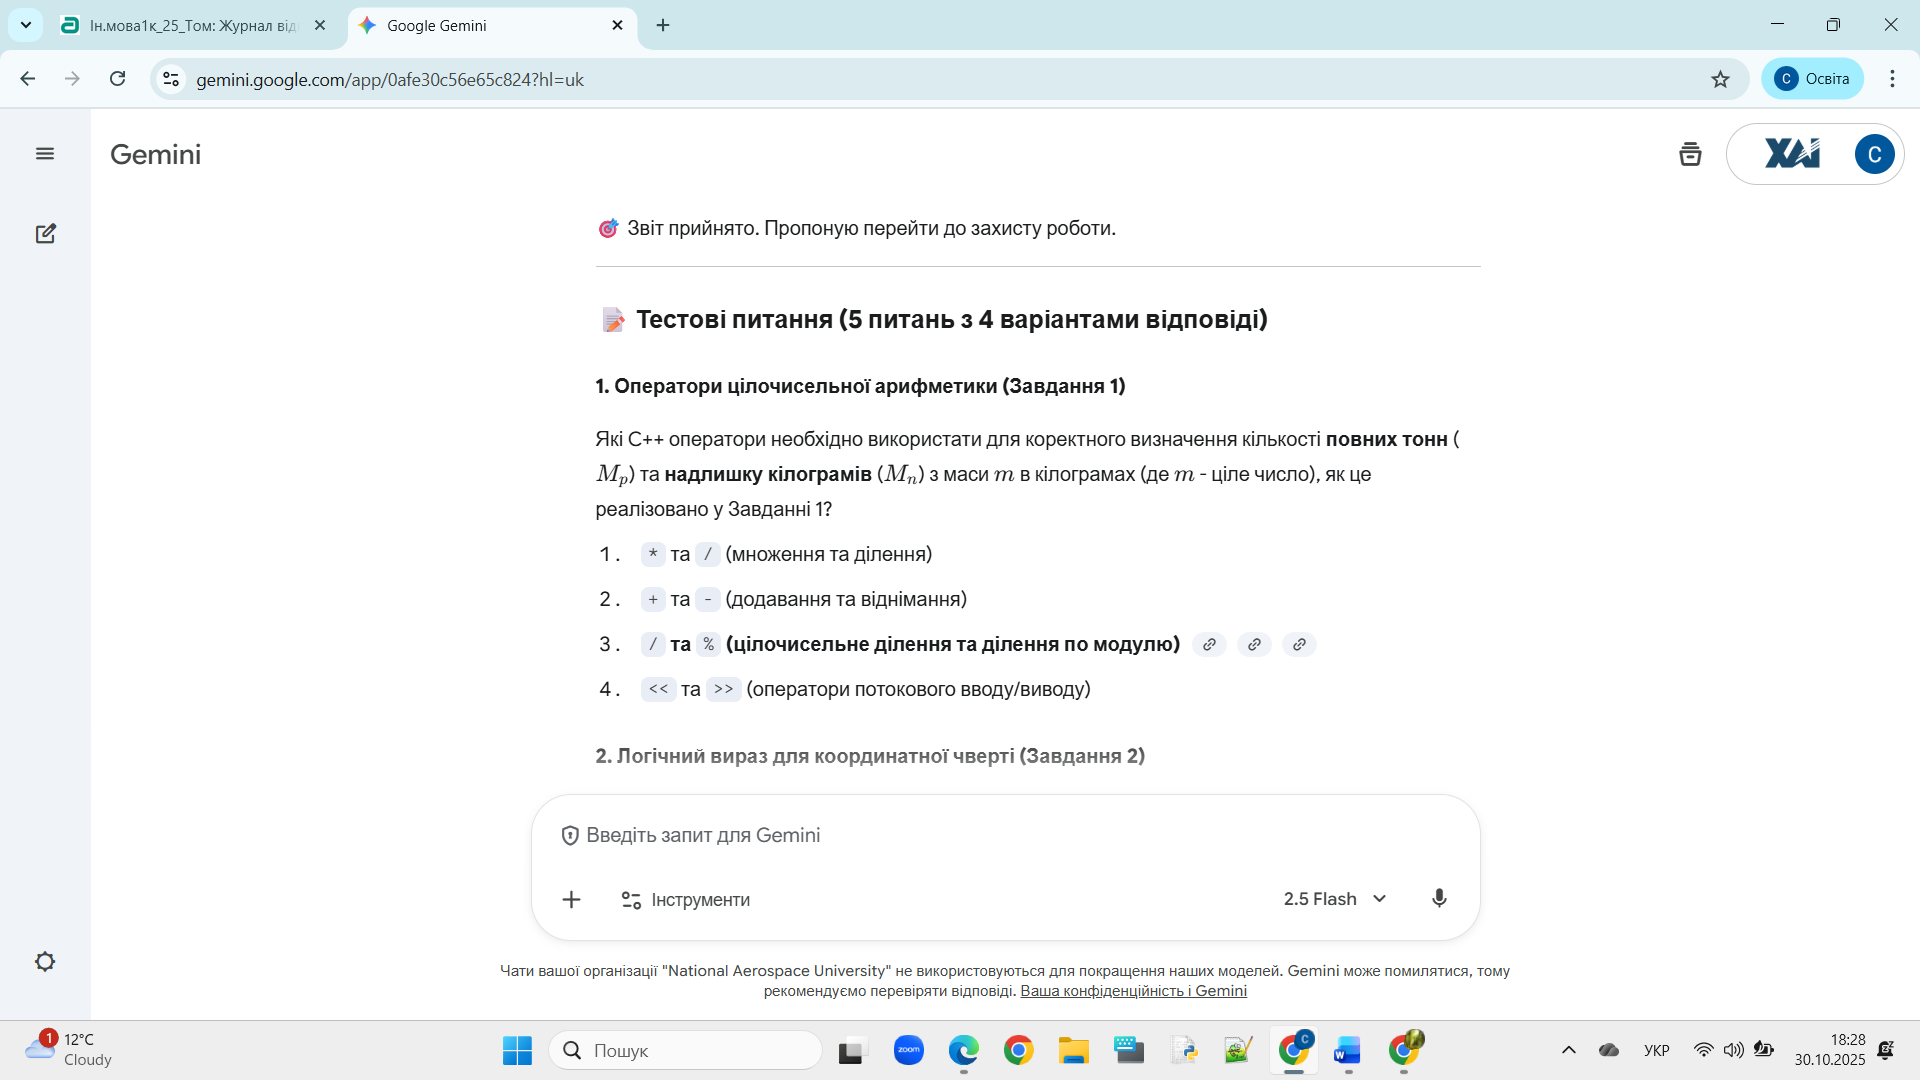 Ін.мова1к_25_Том: Журнал від
Google Gemini
gemini.google.com/app/0afe30c56e65c824?hl=uk
C
Освіта
Gemini
XAI
C
Звіт прийнято. Пропоную перейти до захисту роботи.
Тестові питання (5 питань з 4 варіантами відповіді)
1. Оператори цілочисельної арифметики (Завдання 1)
Які C++ оператори необхідно використати для коректного визначення кількості повних тонн (
Mp) та надлишку кілограмів (Mn) з маси m в кілограмах (де m - ціле число), як це
реалізовано у Завданні 1?
1. * та / (множення та ділення)
2. + та - (додавання та віднімання)
3. / та % (цілочисельне ділення та ділення по модулю)
4. << та >> (оператори потокового вводу/виводу)
2. Логічний вираз для координатної чверті (Завдання 2)
Введіть запит для Gemini
Інструменти
2.5 Flash
Чати вашої організації "National Aerospace University" не використовуються для покращення наших моделей. Gemini може помилятися, тому
рекомендуємо перевіряти відповіді. Ваша конфіденційність і Gemini
1
12°C
Cloudy
Пошук
zoom
C
W
УКР
18:28
30.10.2025